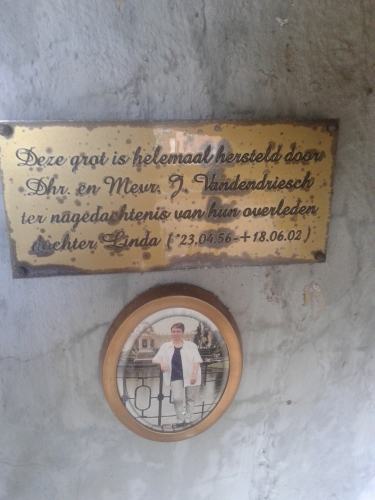 Deze grot is helemaal hersteld door
Dhr. en Mevr. J. Vandendriesch
ter nagedachtenis van hun overleden
dochter Linda ( °23.04.56-+18.06.02 )